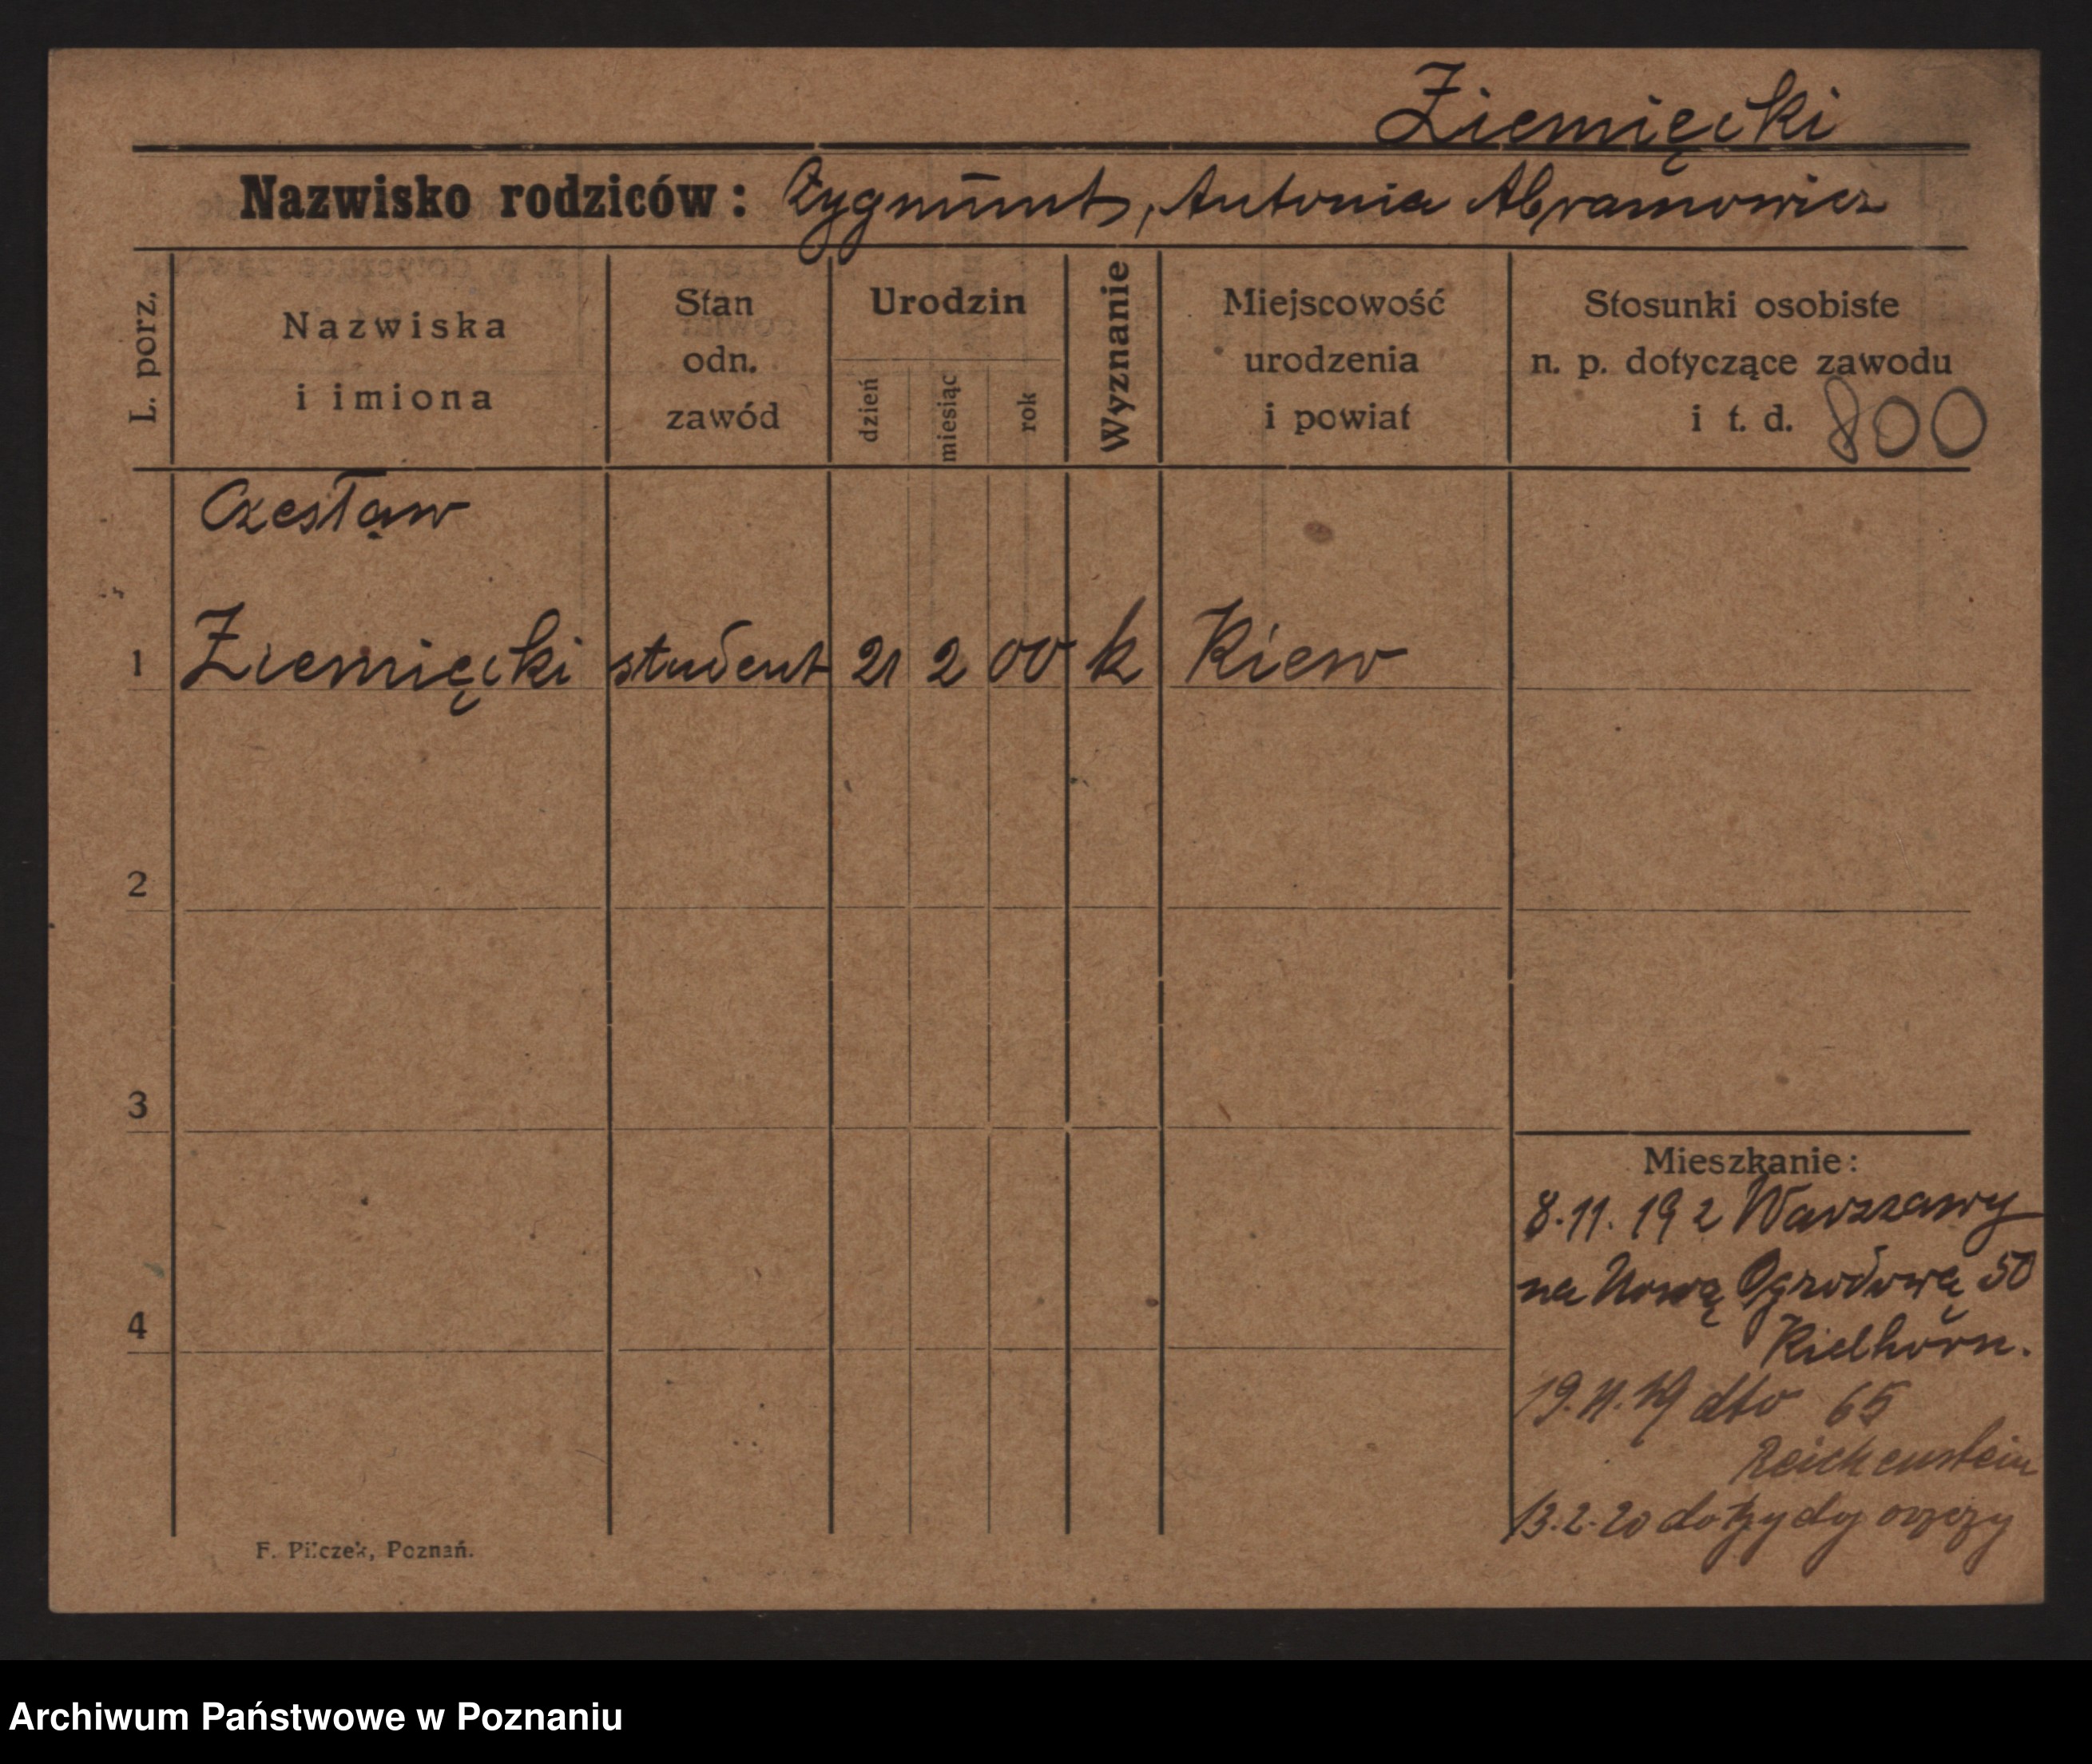 Ziemięcki
Nazwisko rodziców: Zygmunt, Antonia Abramowicz
L. porz.
Nazwiska
i imiona
Stan
odn.
zawód
Urodzin
dzień
miesiąc
rok
Wyznanie
Miejscowość
urodzenia
i powiat
Stosunki osobiste
n. p. dotyczące zawodu
i t. d. 800
Czesław
1 Ziemięcki student 21 2 00 k Kiew
2
3
Mieszkanie:
8.11.19 z Warszawy
na Nową Ogrodową 50
4
Kielhorn.
19.11.19 dto 65
Reichenstein
13.2.20 do
F. Pilczek, Poznań.
Archiwum Państwowe w Poznaniu